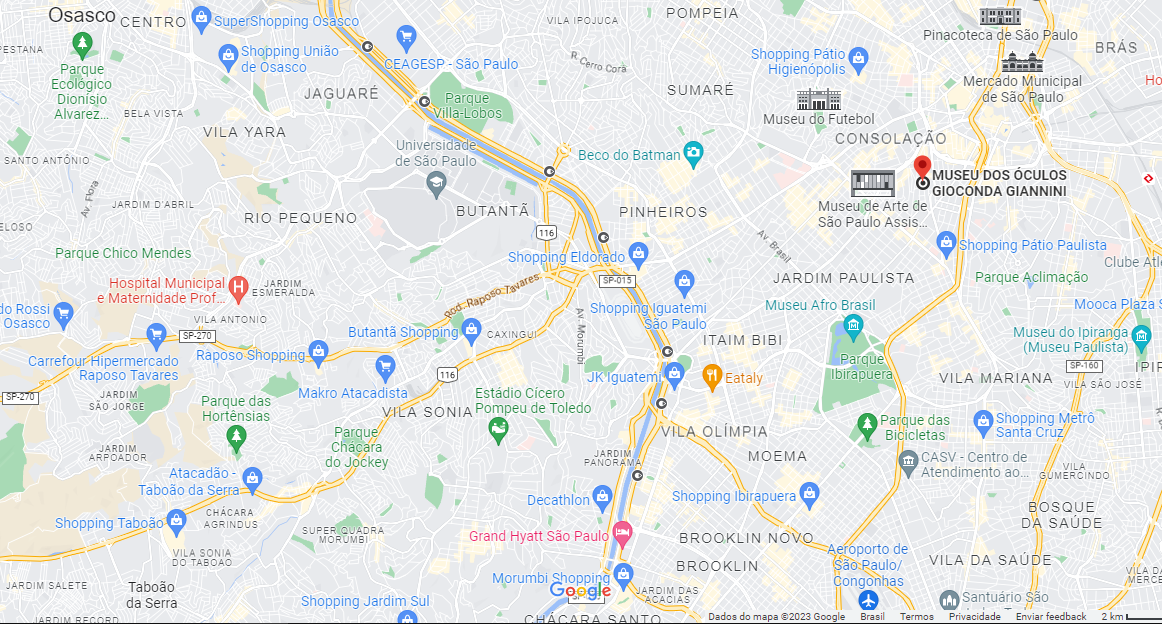 Osasco
CENTRO
SuperShopping Osasco
VILA IPOJUCA
POMPEIA
Pinacoteca de São Paulo
BRÁS
Shopping União
de Osasco
CEAGESP - São Paulo
R. Cerro Corá
Shopping Pátio
Higienópolis
Mercado Municipal
de São Paulo
Parque
Ecológico
Dionísio
Alvarez...
JAGUARÉ
Parque
Villa-Lobos
SUMARÉ
Museu do Futebol
BELA VISTA
VILA YARA
CONSOLAÇÃO
SANTO ANTÔNIO
Universidade
de São Paulo
Beco do Batman
MUSEU DOS ÓCULOS
GIOCONDA GIANNINI
Av. Flora
JARDIM D'ABRIL
RIO PEQUENO
BUTANTÃ
PINHEIROS
Museu de Arte de
São Paulo Assis...
116
Av. Brasil
Shopping Pátio Paulista
Parque Chico Mendes
Shopping Eldorado
Clube Atle
Hospital Municipal
e Maternidade Prof...
JARDIM
ESMERALDA
SP-015
JARDIM PAULISTA
Parque Aclimação
Rod. Raposo Tavares
do Rossi
Osasco
VILA ANTONIO
Shopping Iguatemi
São Paulo
Museu Afro Brasil
Mooca Plaza S
SP-270
Butantã Shopping
CAXINGUI
Av. Morumbi
ITAIM BIBI
Museu do Ipiranga
(Museu Paulista)
Carrefour Hipermercado
Raposo Tavares
Raposo Shopping
Parque
Ibirapuera
SP-160
IPIR
116
JK Iguatemi
Eataly
VILA MARIANA
VILA SÃO JOSÉ
SP-270
JARDIM
SÃO JORGE
Makro Atacadista
Estádio Cícero
Pompeu de Toledo
Parque das
Hortênsias
VILA SONIA
Parque das
Bicicletas
Shopping Metrô
Santa Cruz
Parque
Chácara
do Jockey
VILA OLÍMPIA
JARDIM
ARPOADOR
JARDIM
PANORAMA
MOEMA
CASV - Centro de
Atendimento ao...
VILA
GUMERCINDO
Atacadão -
Taboão da Serra
Decathlon
Shopping Ibirapuera
CHÁCARA
AGRINDUS
BOSQUE
DA SAÚDE
Shopping Taboão
SUPER QUADRA
MORUMBI
Grand Hyatt São Paulo
BROOKLIN NOVO
VILA SONIA
DO TABOAO
Aeroporto de
São Paulo/
Congonhas
VILA DA SAÚDE
BROOKLIN
VILA DA
MERCE
JARDIM SALETE
Taboão
da Serra
Morumbi Shopping
Google
JARDIM DAS
ACACIAS
Santuário São
Shopping Jardim Sul
JARDIM RECORD
CHÁCARA SANTO
Dados do mapa ©2023 Google
Brasil
Termos
Privacidade
Enviar feedback
2 km